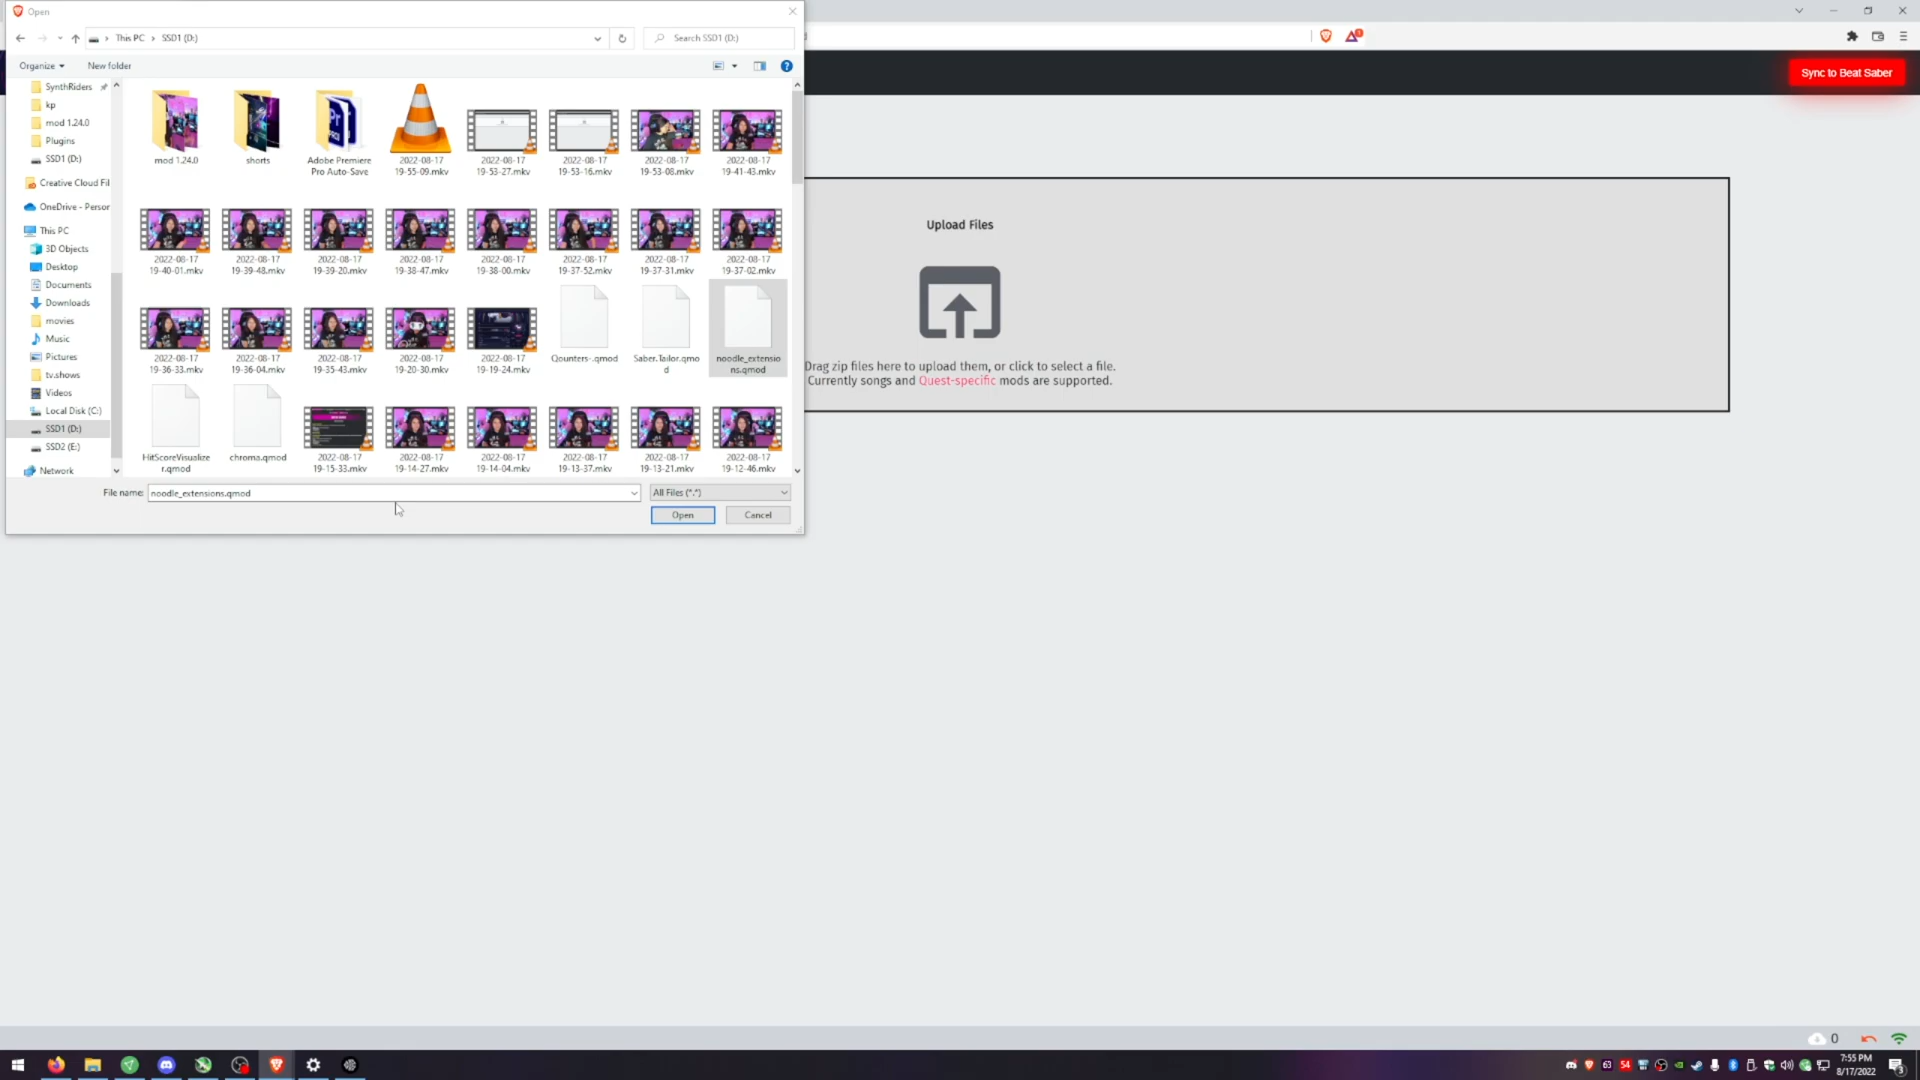 Open
This PC
SSD1 (D:)
Search SSD1 (D:)
Organize
New folder
SynthRiders
kp
mod 1.24.0
Plugins
SSD1 (D:)
Creative Cloud Fil
OneDrive - Person
This PC
3D Objects
Desktop
Documents
Downloads
movies
Music
Pictures
tv.shows
Videos
Local Disk (C:)
SSD1 (D:)
SSD2 (E:)
Network
mod 1.24.0
shorts
Adobe Premiere
Pro Auto-Save
2022-08-17
19-55-09.mkv
2022-08-17
19-53-27.mkv
2022-08-17
19-53-16.mkv
2022-08-17
19-53-08.mkv
2022-08-17
19-41-43.mkv
2022-08-17
19-40-01.mkv
2022-08-17
19-39-48.mkv
2022-08-17
19-39-20.mkv
2022-08-17
19-38-47.mkv
2022-08-17
19-38-00.mkv
2022-08-17
19-37-52.mkv
2022-08-17
19-37-31.mkv
2022-08-17
19-37-02.mkv
2022-08-17
19-36-33.mkv
2022-08-17
19-36-04.mkv
2022-08-17
19-35-43.mkv
2022-08-17
19-20-30.mkv
2022-08-17
19-19-24.mkv
Qounters-.qmod
Saber.Tailor.qmo
d
noodle_extensio
ns.qmod
HitScoreVisualize
r.qmod
chroma.qmod
2022-08-17
19-15-33.mkv
2022-08-17
19-14-27.mkv
2022-08-17
19-14-04.mkv
2022-08-17
19-13-37.mkv
2022-08-17
19-13-21.mkv
2022-08-17
19-12-46.mkv
File name:
noodle_extensions.qmod
All Files (*.*)
Open
Cancel
Sync to Beat Saber
Upload Files
Drag zip files here to upload them, or click to select a file.
Currently songs and Quest-specific mods are supported.
0
63
54
7:55 PM
8/17/2022
3